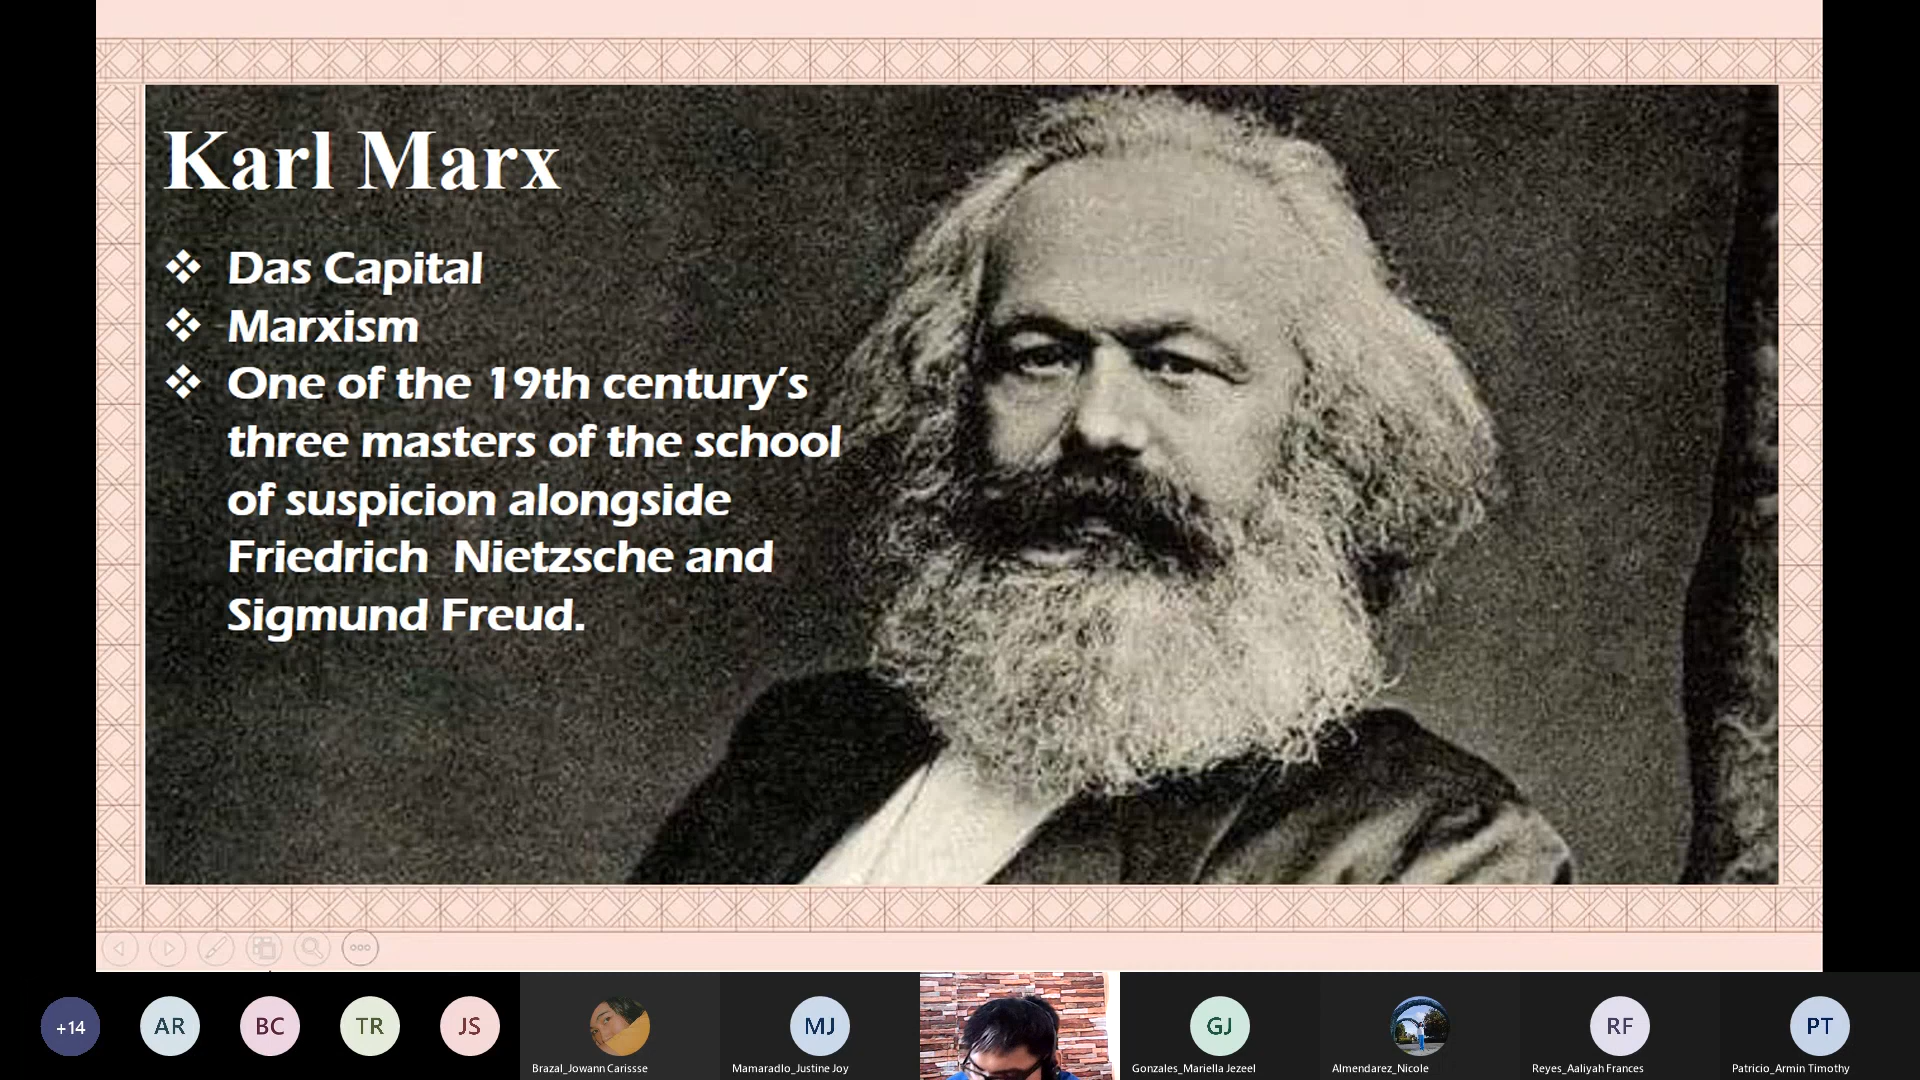 Karl Marx
❖ Das Capital
❖ Marxism
❖ One of the 19th century’s
three masters of the school
of suspicion alongside
Friedrich  Nietzsche and
Sigmund Freud.
+14
AR
BC
TR
JS
MJ
GJ
RF
PT
Brazal_Jowann Carissse
Mamaradlo_Justine Joy
Gonzales_Mariella Jezeel
Almendarez_Nicole
Reyes_Aaliyah Frances
Patricio_Armin Timothy